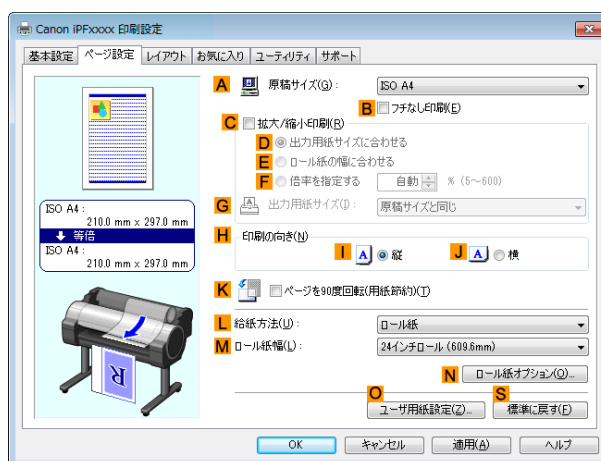 Canon iPFxxxx 印刷設定
基本設定 ページ設定 レイアウト お気に入り ユーティリティ サポート
A 原稿サイズ(G): ISO A4
B フチなし印刷(E)
C 拡大/縮小印刷(R)
D 出力用紙サイズに合わせる
E ロール紙の幅に合わせる
F 倍率を指定する 自動 % (5~600)
G A 出力用紙サイズ(I): 原稿サイズと同じ
ISO A4:
210.0 mm x 297.0 mm
等倍
ISO A4:
210.0 mm x 297.0 mm
H 印刷の向き(N)
I A 縦 J A 横
K ページを90度回転(用紙節約)(T)
L 給紙方法(U): ロール紙
M ロール紙幅(L): 24インチロール (609.6mm)
R
N ロール紙オプション(O)...
O S
ユーザ用紙設定(Z)... 標準に戻す(F)
OK キャンセル 適用(A) ヘルプ